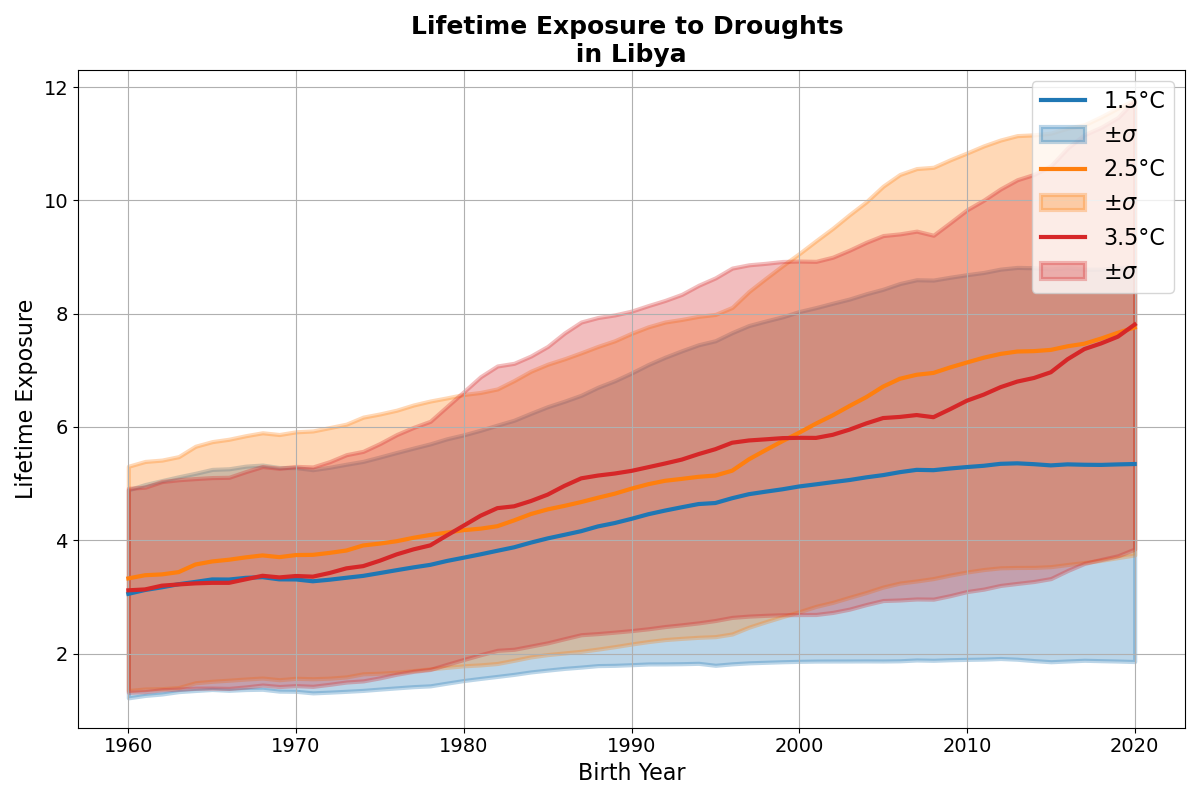 Lifetime Exposure to Droughts
in Libya
12
10
8
6
4
2
Lifetime Exposure
1.5°C
±σ
2.5°C
±σ
3.5°C
±σ
1960
1970
1980
1990
2000
2010
2020
Birth Year